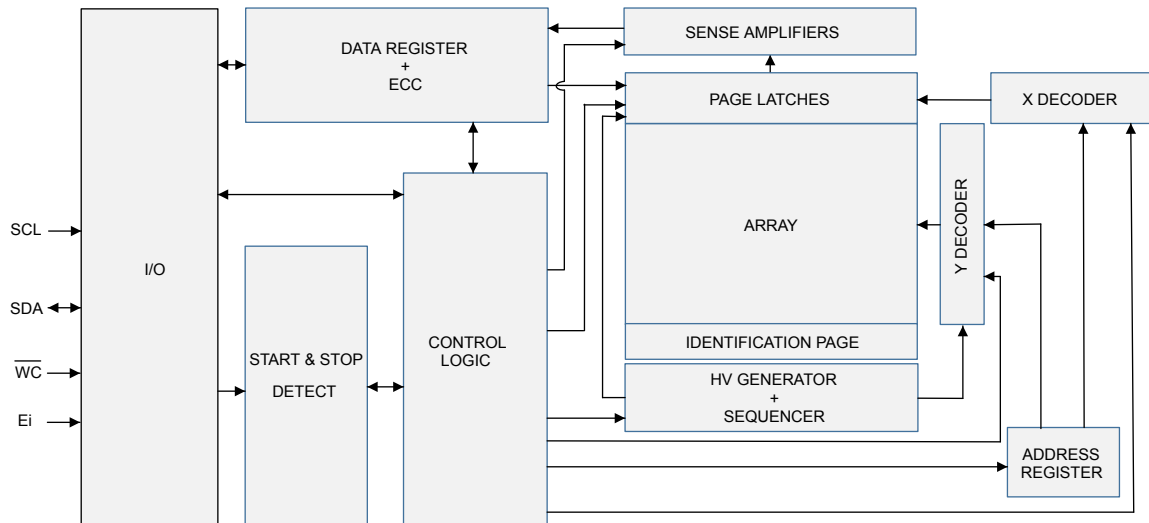 DATA REGISTER
+
ECC
SENSE AMPLIFIERS
PAGE LATCHES
X DECODER
SCL
I/O
SDA
WC
Ei
START & STOP
DETECT
CONTROL
LOGIC
ARRAY
Y DECODER
IDENTIFICATION PAGE
HV GENERATOR
+
SEQUENCER
ADDRESS
REGISTER